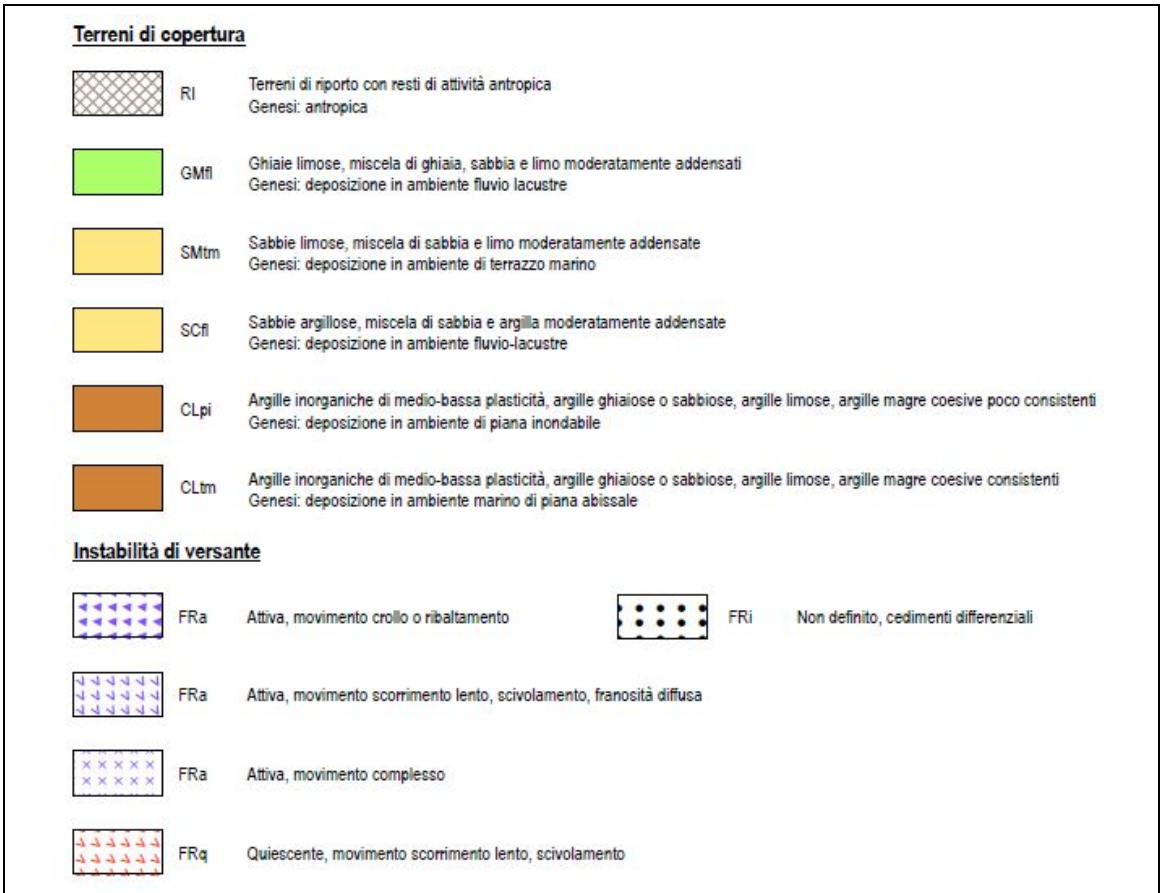 Terreni di copertura
RI
Terreni di riporto con resti di attività antropica
Genesi: antropica
GMfl
Ghiaie limose, miscela di ghiaia, sabbia e limo moderatamente addensati
Genesi: deposizione in ambiente fluvio lacustre
SMtm
Sabbie limose, miscela di sabbia e limo moderatamente addensate
Genesi: deposizione in ambiente di terrazzo marino
SCfl
Sabbie argillose, miscela di sabbia e argilla moderatamente addensate
Genesi: deposizione in ambiente fluvio-lacustre
CLpi
Argille inorganiche di medio-bassa plasticità, argille ghiaiose o sabbiose, argille limose, argille magre coesive poco consistenti
Genesi: deposizione in ambiente di piana inondabile
CLtm
Argille inorganiche di medio-bassa plasticità, argille ghiaiose o sabbiose, argille limose, argille magre coesive consistenti
Genesi: deposizione in ambiente marino di piana abissale
Instabilità di versante
FRa Attiva, movimento crollo o ribaltamento
FRi Non definito, cedimenti differenziali
FRa Attiva, movimento scorrimento lento, scivolamento, franosità diffusa
FRa Attiva, movimento complesso
FRq Quiescente, movimento scorrimento lento, scivolamento